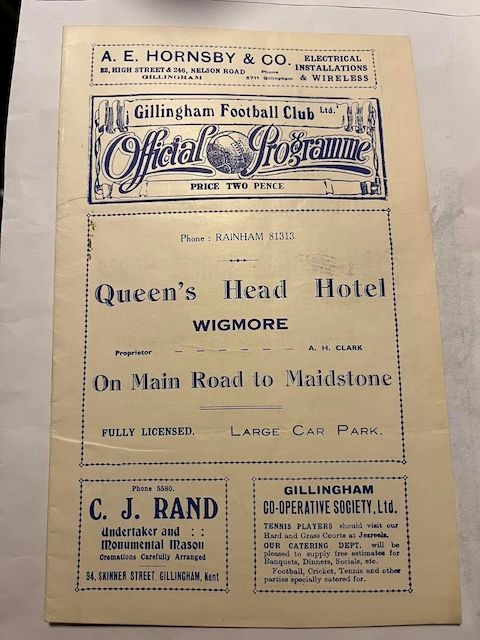 A. E. HORNSBY & CO.
ELECTRICAL
INSTALLATIONS
& WIRELESS
82, HIGH STREET & 246, NELSON ROAD
GILLINGHAM
Phone
5711 Gillingham
Gillingham Football Club Ltd.
Official Programme
PRICE TWO PENCE
Phone : RAINHAM 81313.
Queen's Head Hotel
WIGMORE
Proprietor – – – – – – A. H. CLARK
On Main Road to Maidstone
FULLY LICENSED. LARGE CAR PARK.
Phone 5580.
C. J. RAND
Undertaker and : :
Monumental Mason
Cremations Carefully Arranged
94, SKINNER STREET, GILLINGHAM, Kent
GILLINGHAM
CO-OPERATIVE SOCIETY, Ltd.
TENNIS PLAYERS should visit our
Hard and Grass Courts at Jezreels.
OUR CATERING DEPT. will be
pleased to supply free estimates for
Banquets, Dinners, Socials, etc.
Football, Cricket, Tennis and other
parties specially catered for.